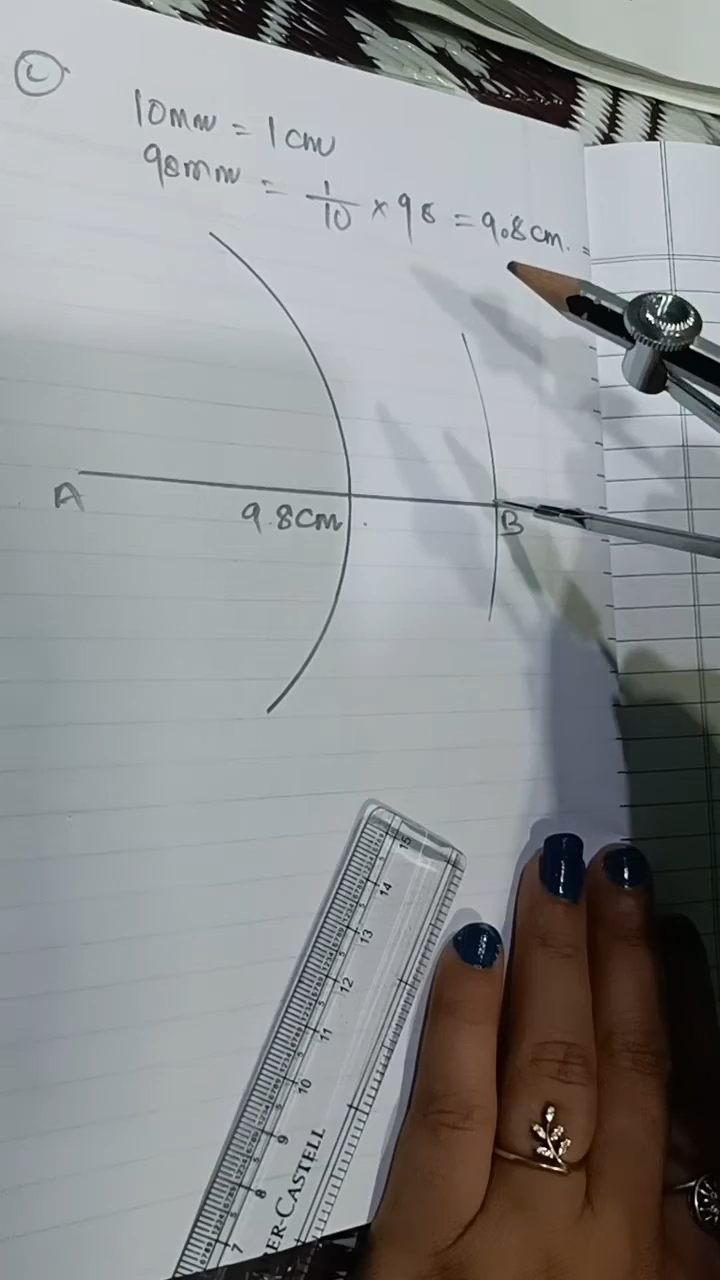 C
10mm = 1cm
98mm = 1/10 × 98 = 9.8cm. =
A
9.8cm.
B
15
14
13
12
11
10
9
8
7
ER-CASTELL